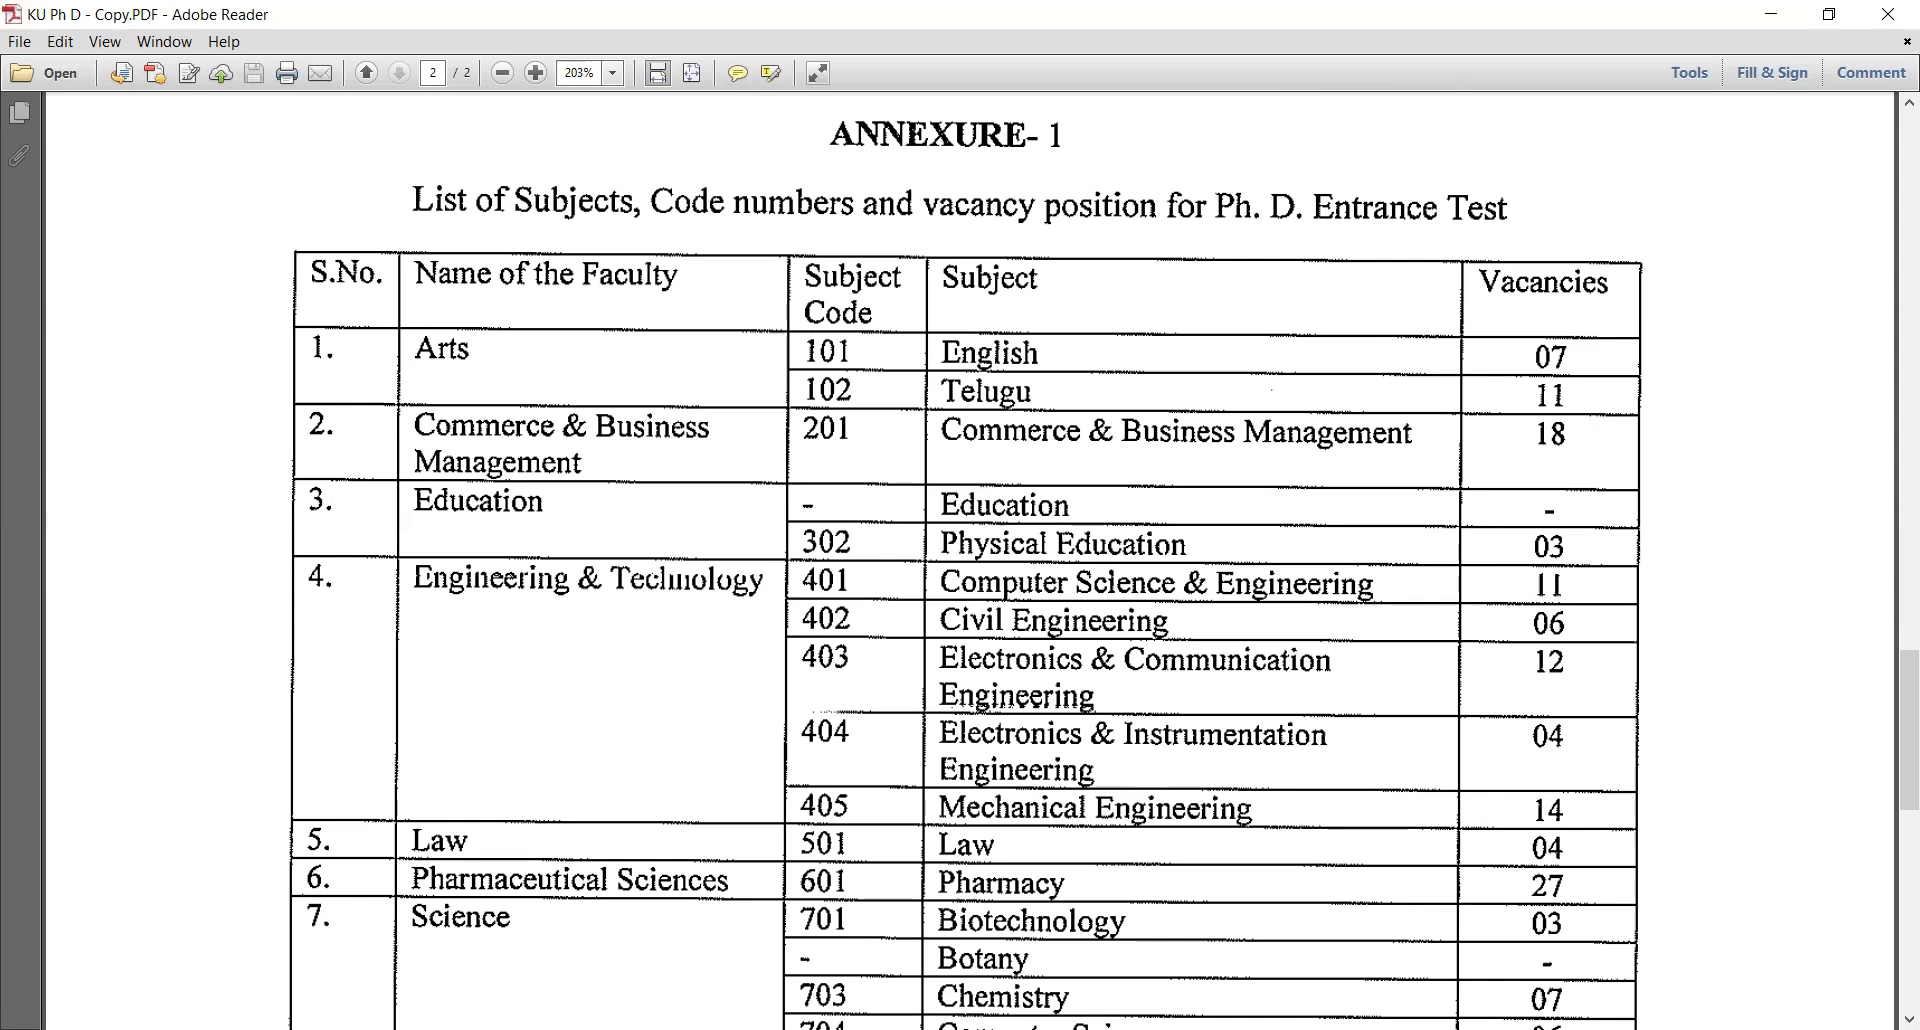 KU Ph D - Copy.PDF - Adobe Reader
File Edit View Window Help
Open 2 / 2 203% Tools Fill & Sign Comment
ANNEXURE- 1
List of Subjects, Code numbers and vacancy position for Ph. D. Entrance Test
S.No. Name of the Faculty Subject Code Subject Vacancies
1. Arts 101 English 07
102 Telugu 11
2. Commerce & Business Management 201 Commerce & Business Management 18
3. Education - Education -
302 Physical Education 03
4. Engineering & Technology 401 Computer Science & Engineering 11
402 Civil Engineering 06
403 Electronics & Communication Engineering 12
404 Electronics & Instrumentation Engineering 04
405 Mechanical Engineering 14
5. Law 501 Law 04
6. Pharmaceutical Sciences 601 Pharmacy 27
7. Science 701 Biotechnology 03
- Botany -
703 Chemistry 07